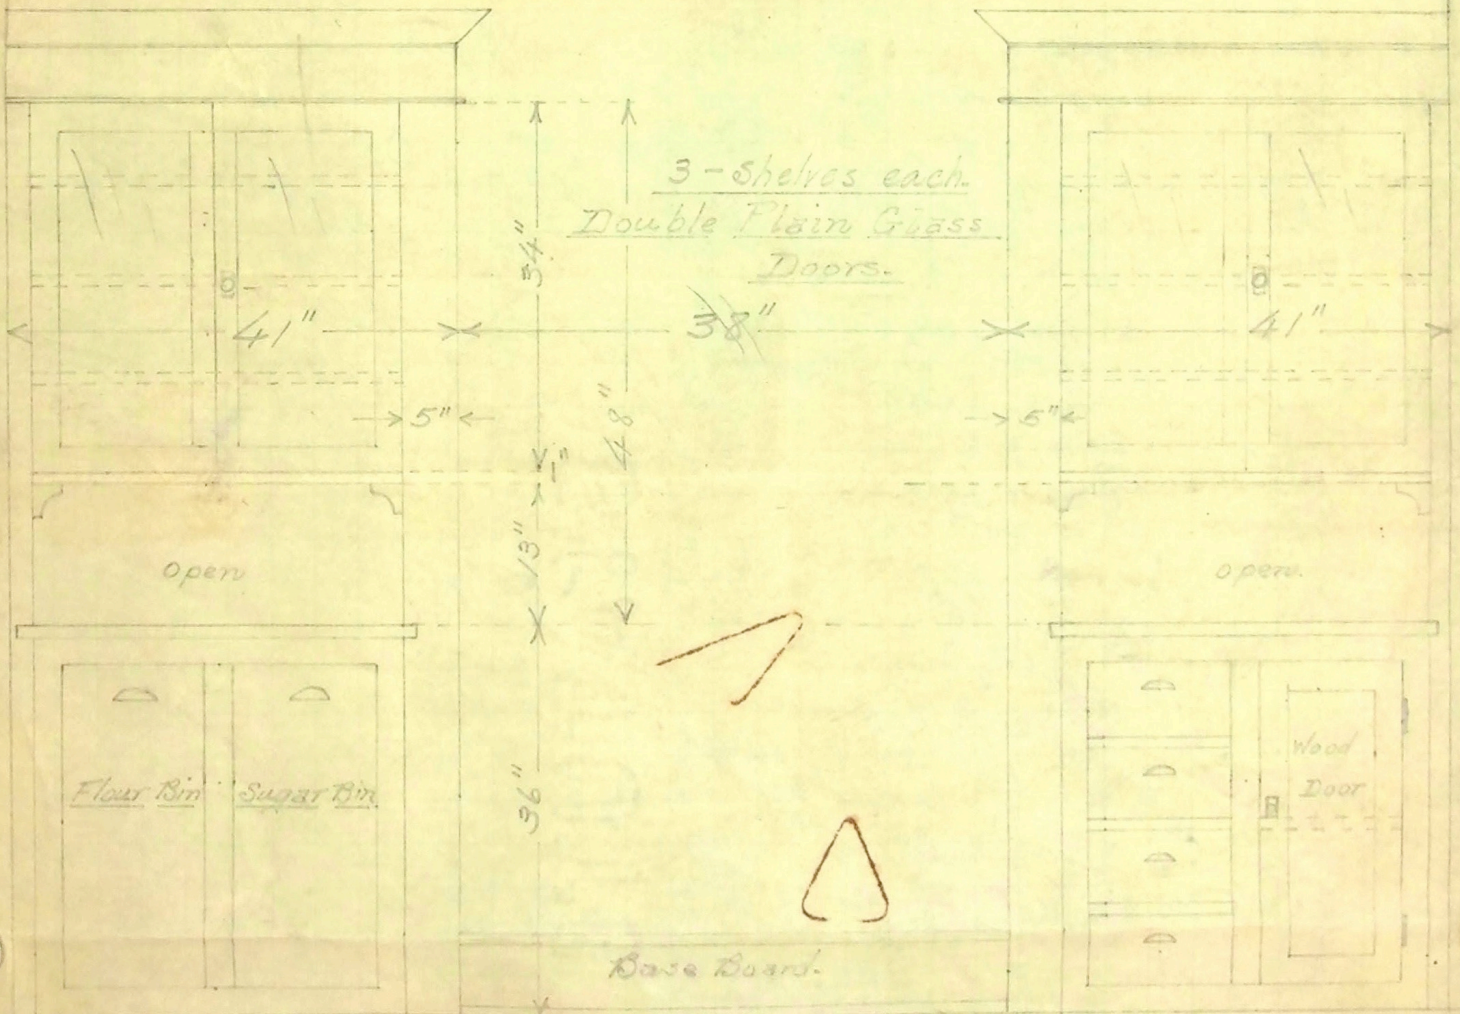 3 - Shelves each.
Double Plain Glass
Doors.
34"
41"
38"
41"
48"
5"
5"
1"
13"
open
open.
Flour Bin
Sugar Bin
36"
Wood
Door
Base Board.